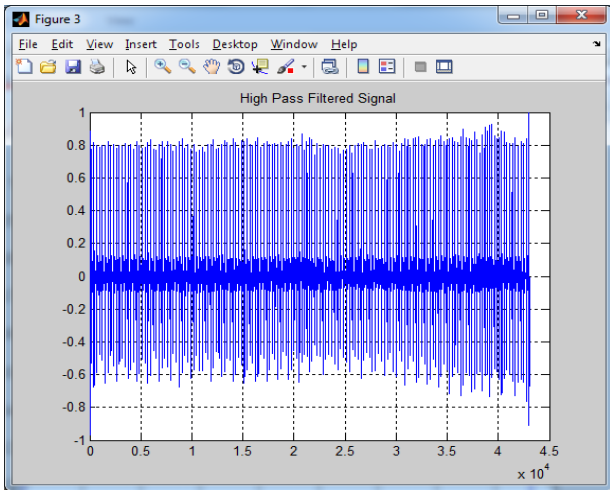 Figure 3
File Edit View Insert Tools Desktop Window Help
High Pass Filtered Signal
1
0.8
0.6
0.4
0.2
0
-0.2
-0.4
-0.6
-0.8
-1
0 0.5 1 1.5 2 2.5 3 3.5 4 4.5
x 10^4